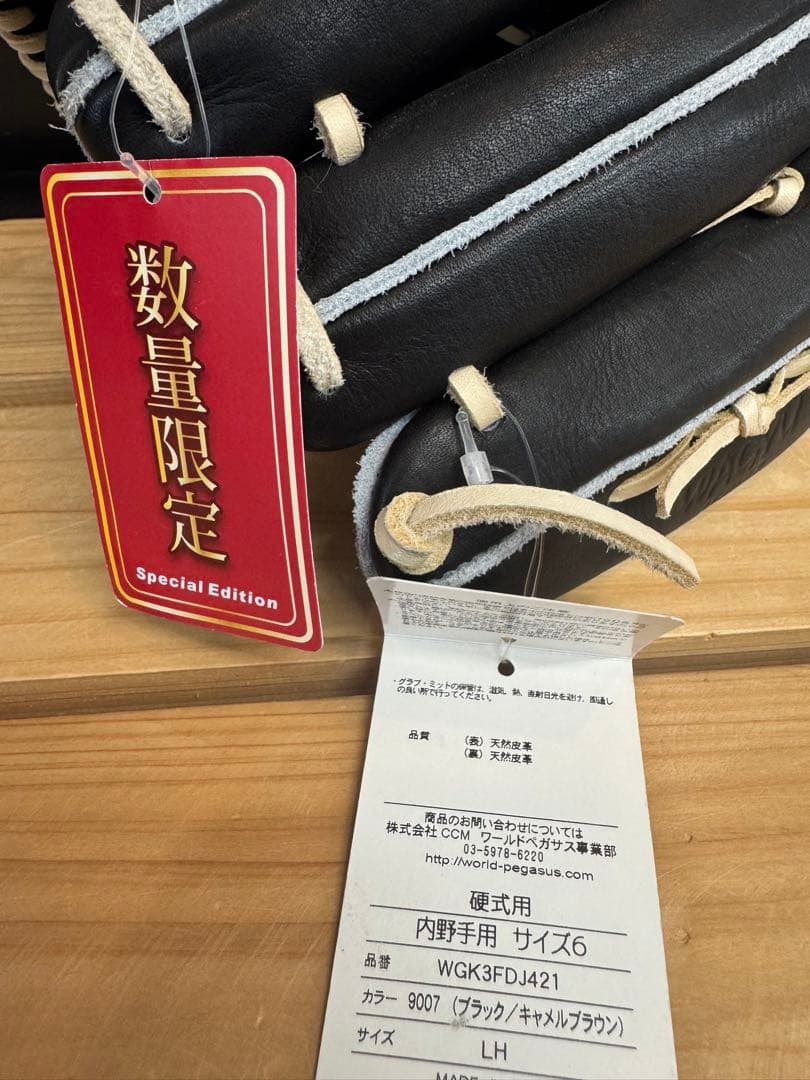 数量限定
Special Edition
・グラブ・ミットの保管は、湿気、熱、直射日光を避け、風通し
の良い所で行ってください。
品質 (表) 天然皮革
(裏) 天然皮革
商品のお問い合わせについては
株式会社CCM ワールドペガサス事業部
03-5978-6220
http://world-pegasus.com
硬式用
内野手用 サイズ6
品番 WGK3FDJ421
カラー 9007 (ブラック/キャメルブラウン)
サイズ LH
MADE